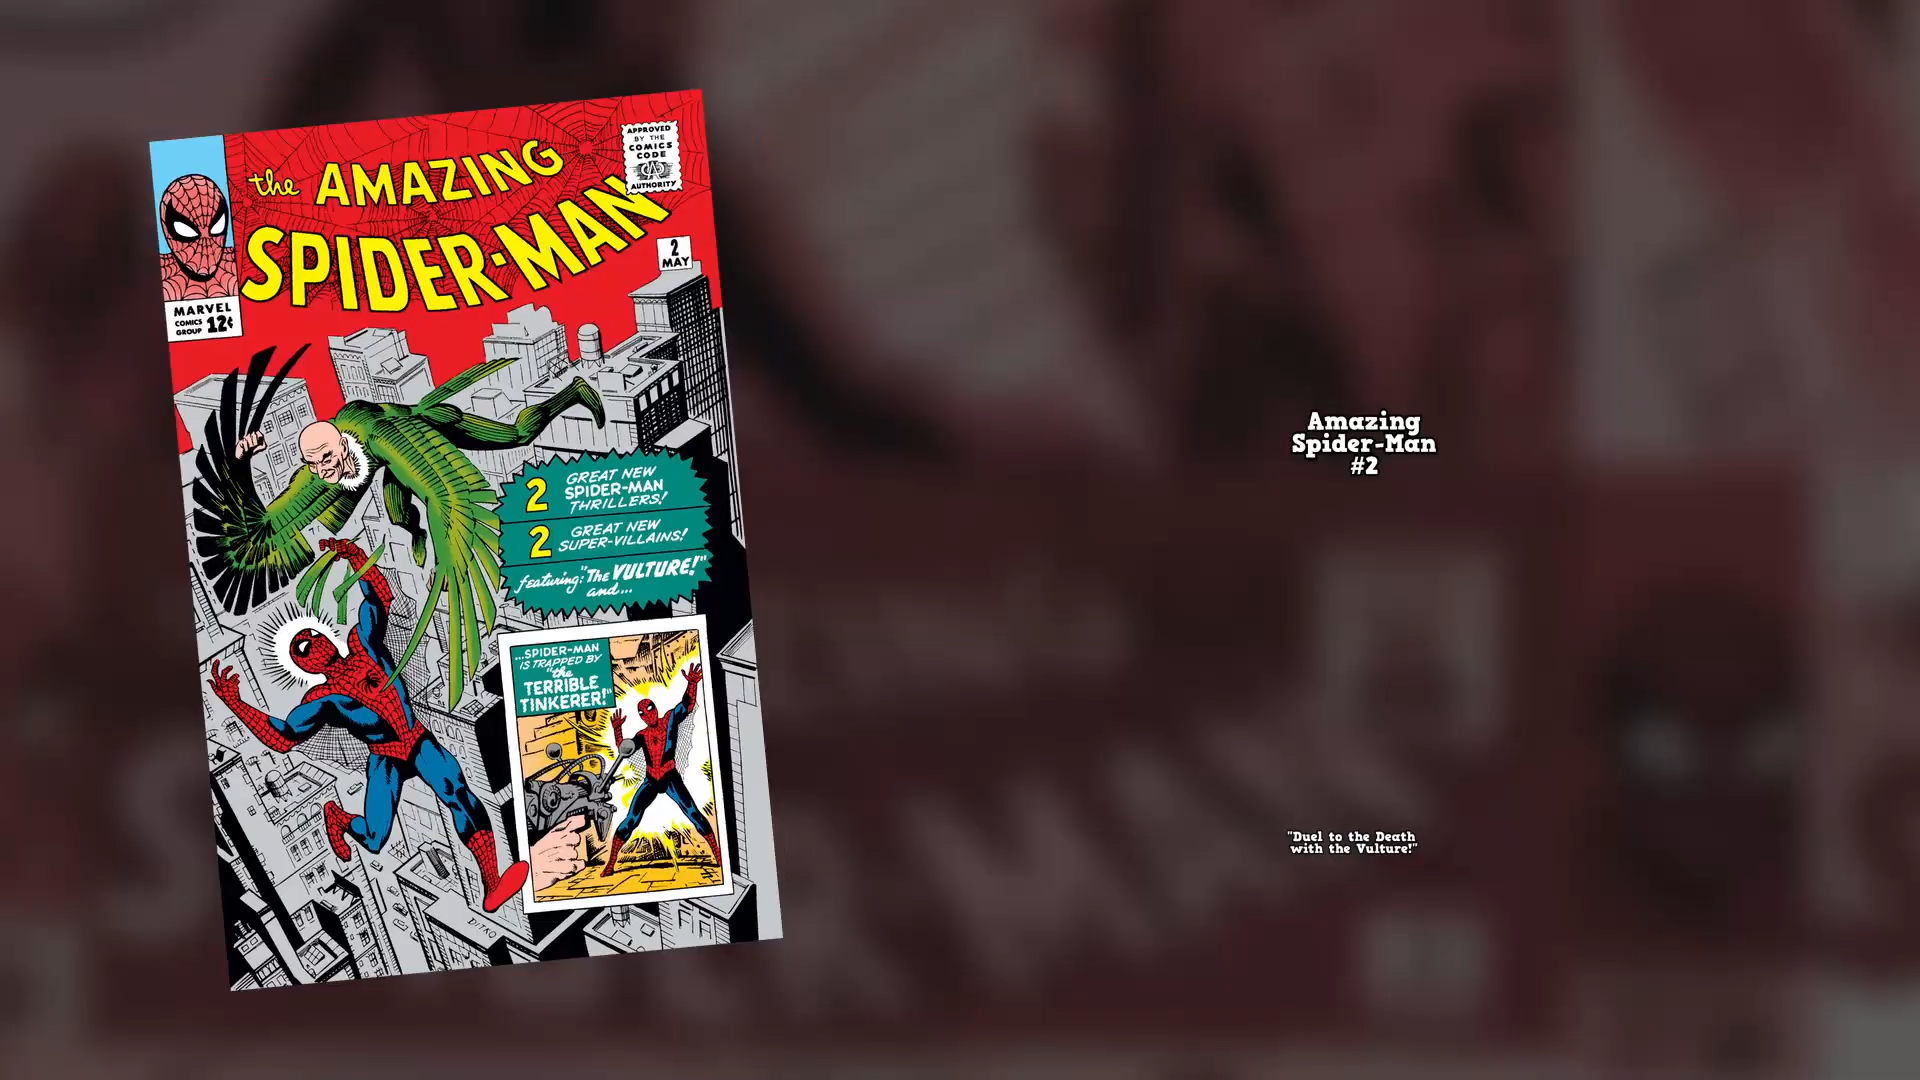 the AMAZING
SPIDER-MAN
APPROVED
BY THE
COMICS
CODE
CA
AUTHORITY
2
MAY
MARVEL
COMICS
GROUP 12¢
2 GREAT NEW
SPIDER-MAN
THRILLERS!
2 GREAT NEW
SUPER-VILLAINS!
featuring: "The VULTURE!"
and...
...SPIDER-MAN
IS TRAPPED BY
"the
TERRIBLE
TINKERER!"
DITKO
Amazing
Spider-Man
#2
"Duel to the Death
with the Vulture!"